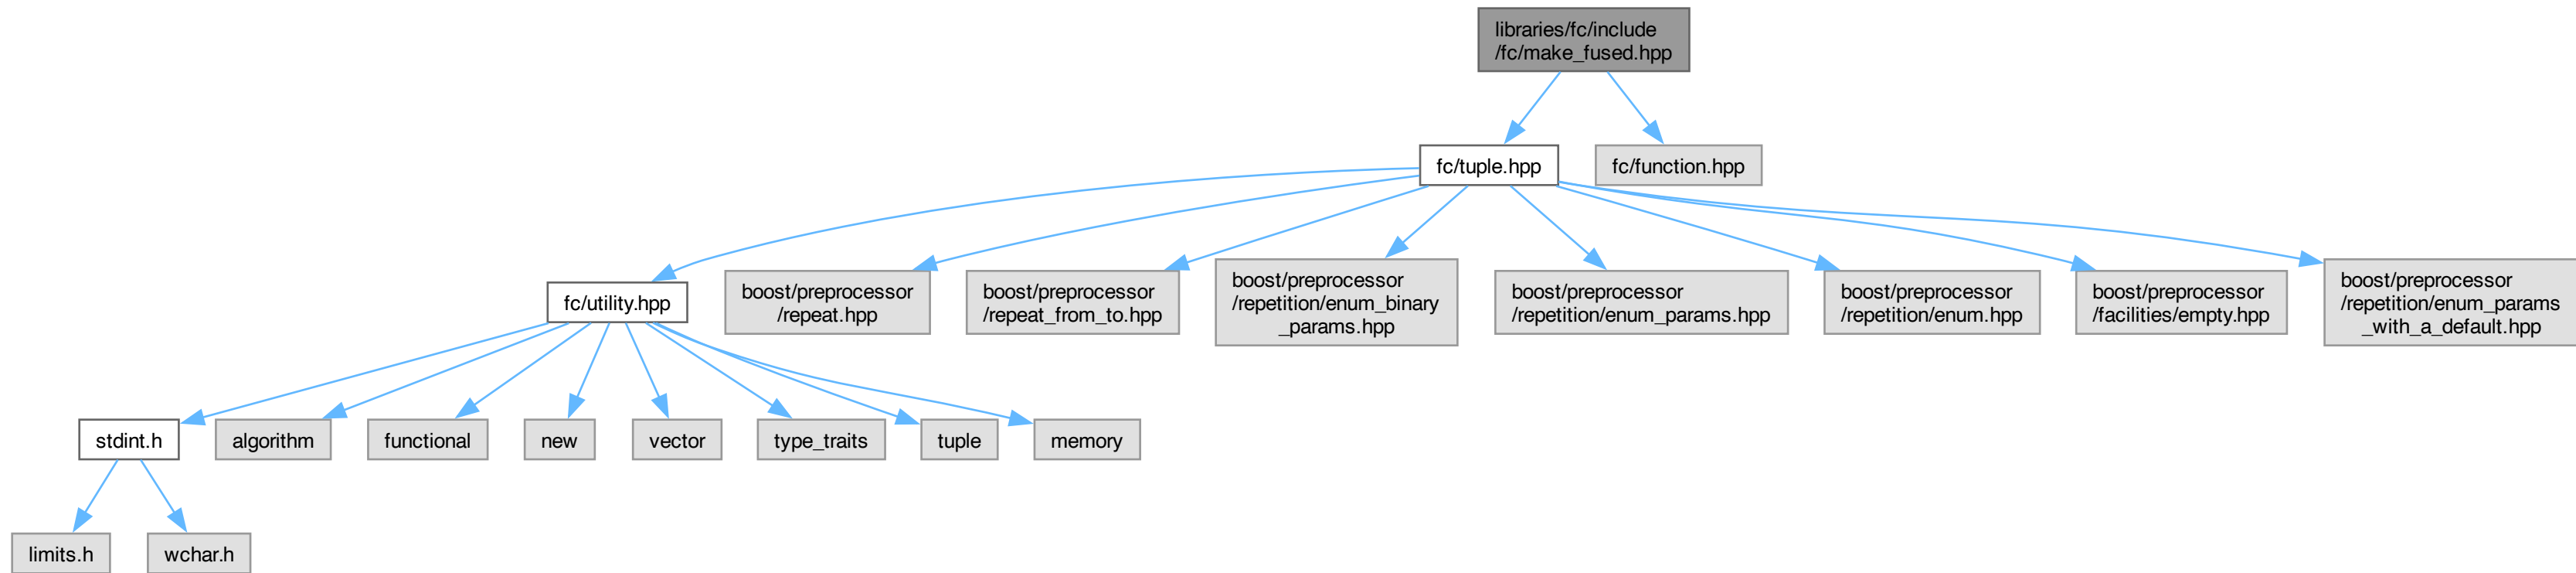 libraries/fc/include
/fc/make_fused.hpp
fc/tuple.hpp
fc/function.hpp
fc/utility.hpp
boost/preprocessor
/repeat.hpp
boost/preprocessor
/repeat_from_to.hpp
boost/preprocessor
/repetition/enum_binary
_params.hpp
boost/preprocessor
/repetition/enum_params.hpp
boost/preprocessor
/repetition/enum.hpp
boost/preprocessor
/facilities/empty.hpp
boost/preprocessor
/repetition/enum_params
_with_a_default.hpp
stdint.h
algorithm
functional
new
vector
type_traits
tuple
memory
limits.h
wchar.h